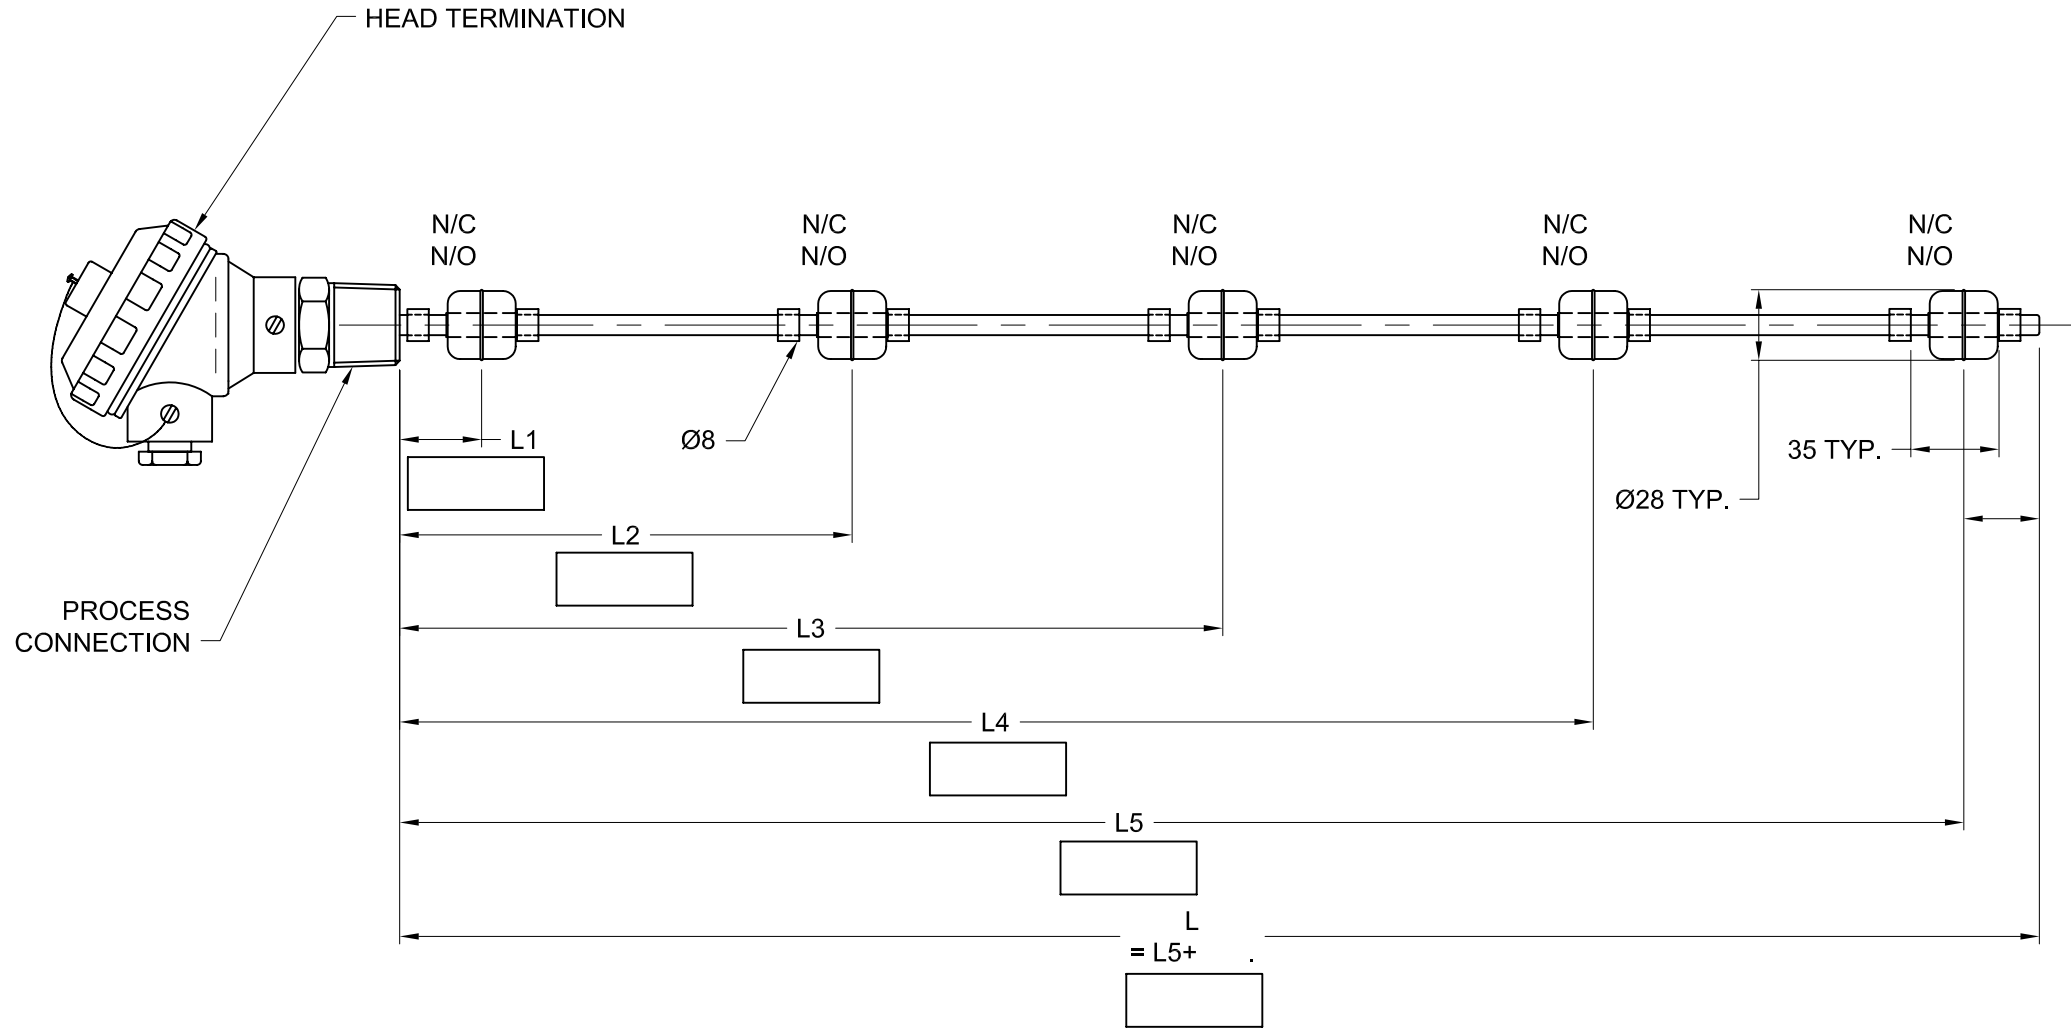 HEAD TERMINATION
N/C
N/O
N/C
N/O
N/C
N/O
N/C
N/O
N/C
N/O
L1
Ø8
35 TYP.
Ø28 TYP.
L2
PROCESS
CONNECTION
L3
L4
L5
L
= L5+ .